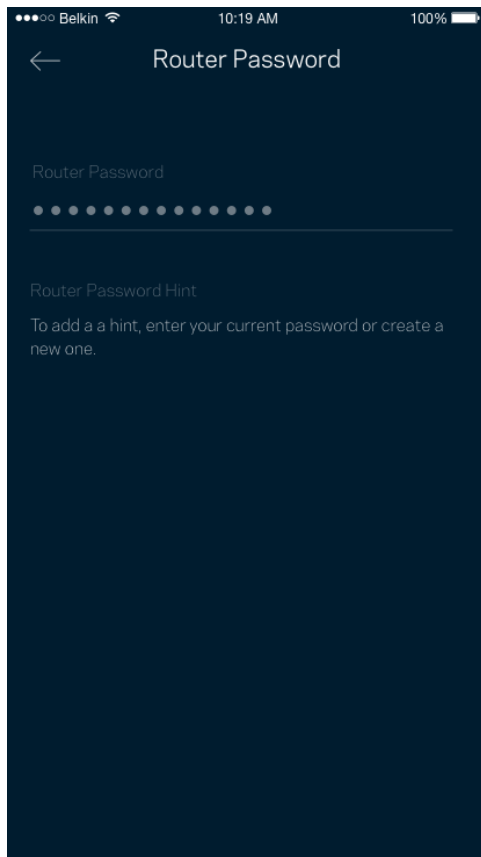 Belkin 10:19 AM 100%
Router Password
Router Password
••••••••••••••
Router Password Hint
To add a a hint, enter your current password or create a
new one.